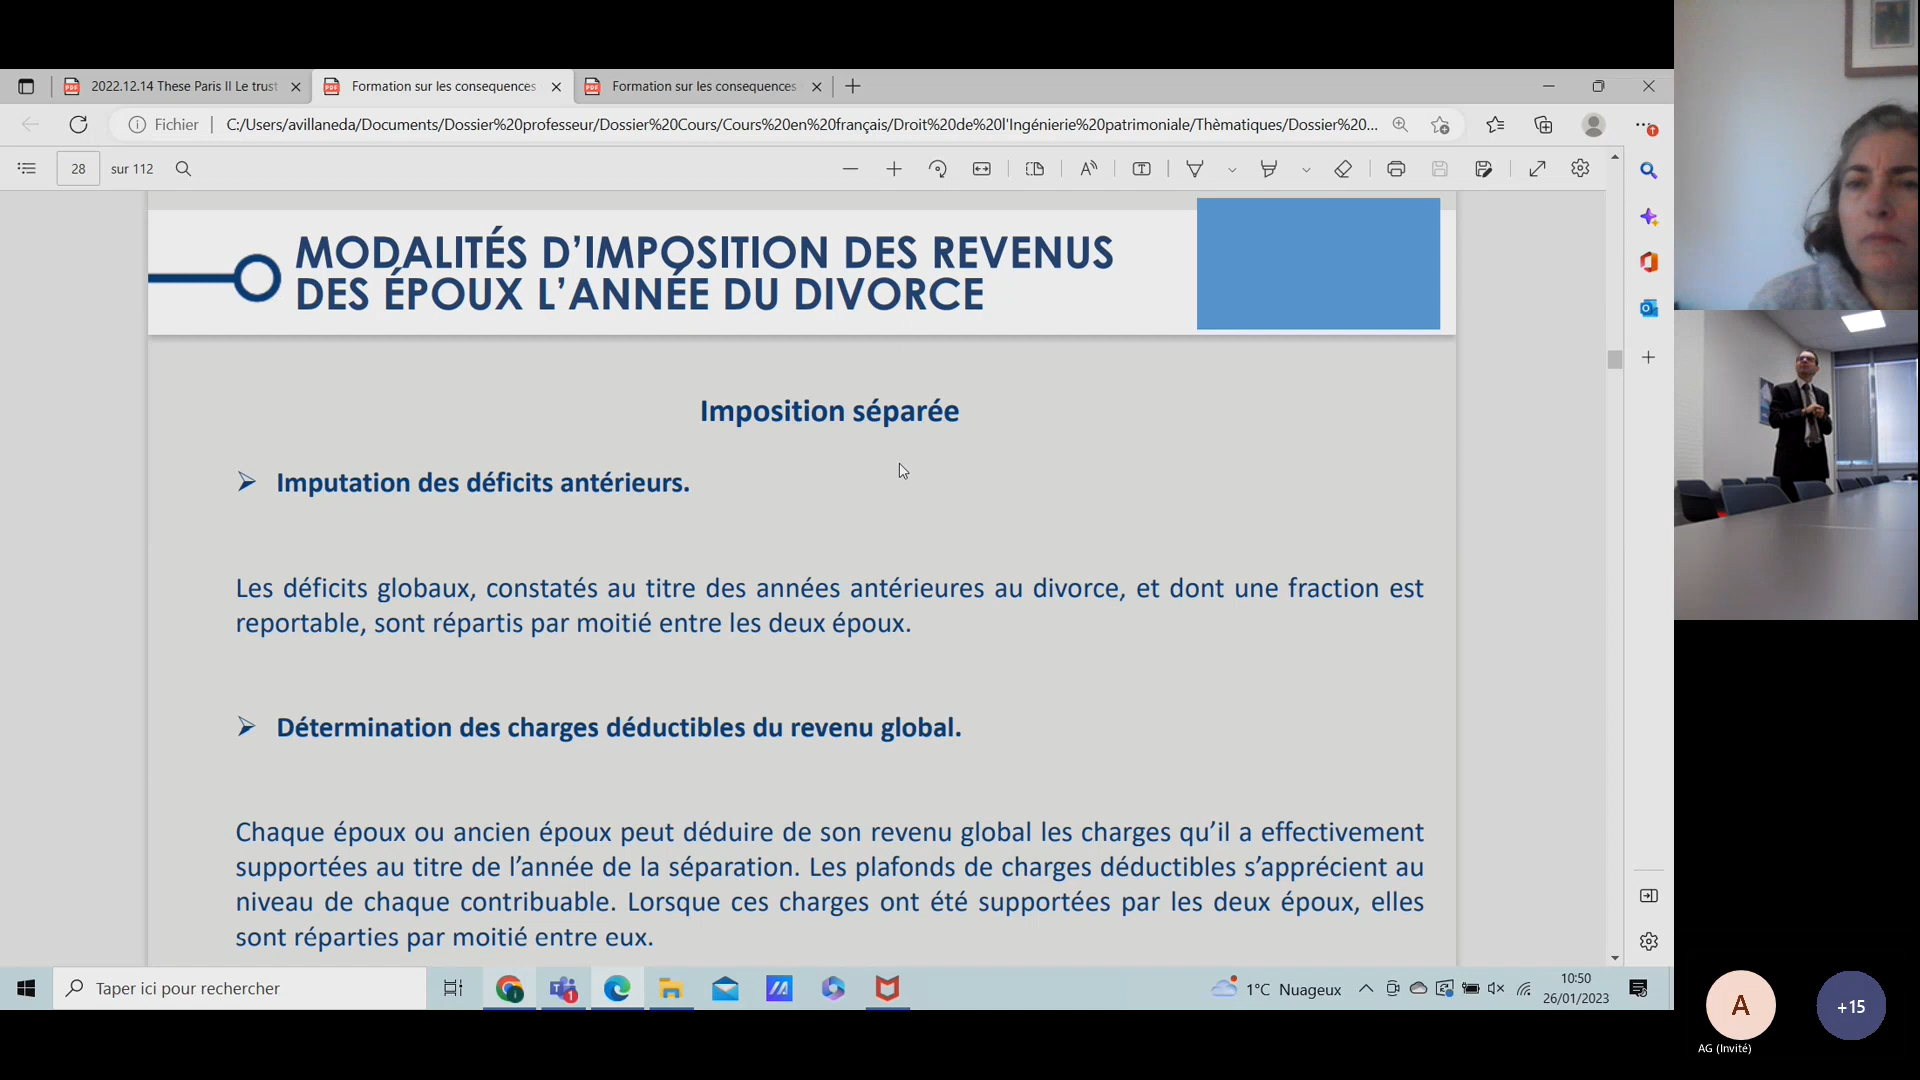 2022.12.14 These Paris II Le trust
Formation sur les consequences
Formation sur les consequences
Fichier
C:/Users/avillaneda/Documents/Dossier%20professeur/Dossier%20Cours/Cours%20en%20français/Droit%20de%20l'Ingénierie%20patrimoniale/Thèmatiques/Dossier%20...
28 sur 112
MODALITÉS D’IMPOSITION DES REVENUS
DES ÉPOUX L’ANNÉE DU DIVORCE
Imposition séparée
➢ Imputation des déficits antérieurs.
Les déficits globaux, constatés au titre des années antérieures au divorce, et dont une fraction est
reportable, sont répartis par moitié entre les deux époux.
➢ Détermination des charges déductibles du revenu global.
Chaque époux ou ancien époux peut déduire de son revenu global les charges qu’il a effectivement
supportées au titre de l’année de la séparation. Les plafonds de charges déductibles s’apprécient au
niveau de chaque contribuable. Lorsque ces charges ont été supportées par les deux époux, elles
sont réparties par moitié entre eux.
Taper ici pour rechercher
1
1°C Nuageux
10:50
26/01/2023
A
AG (Invité)
+15